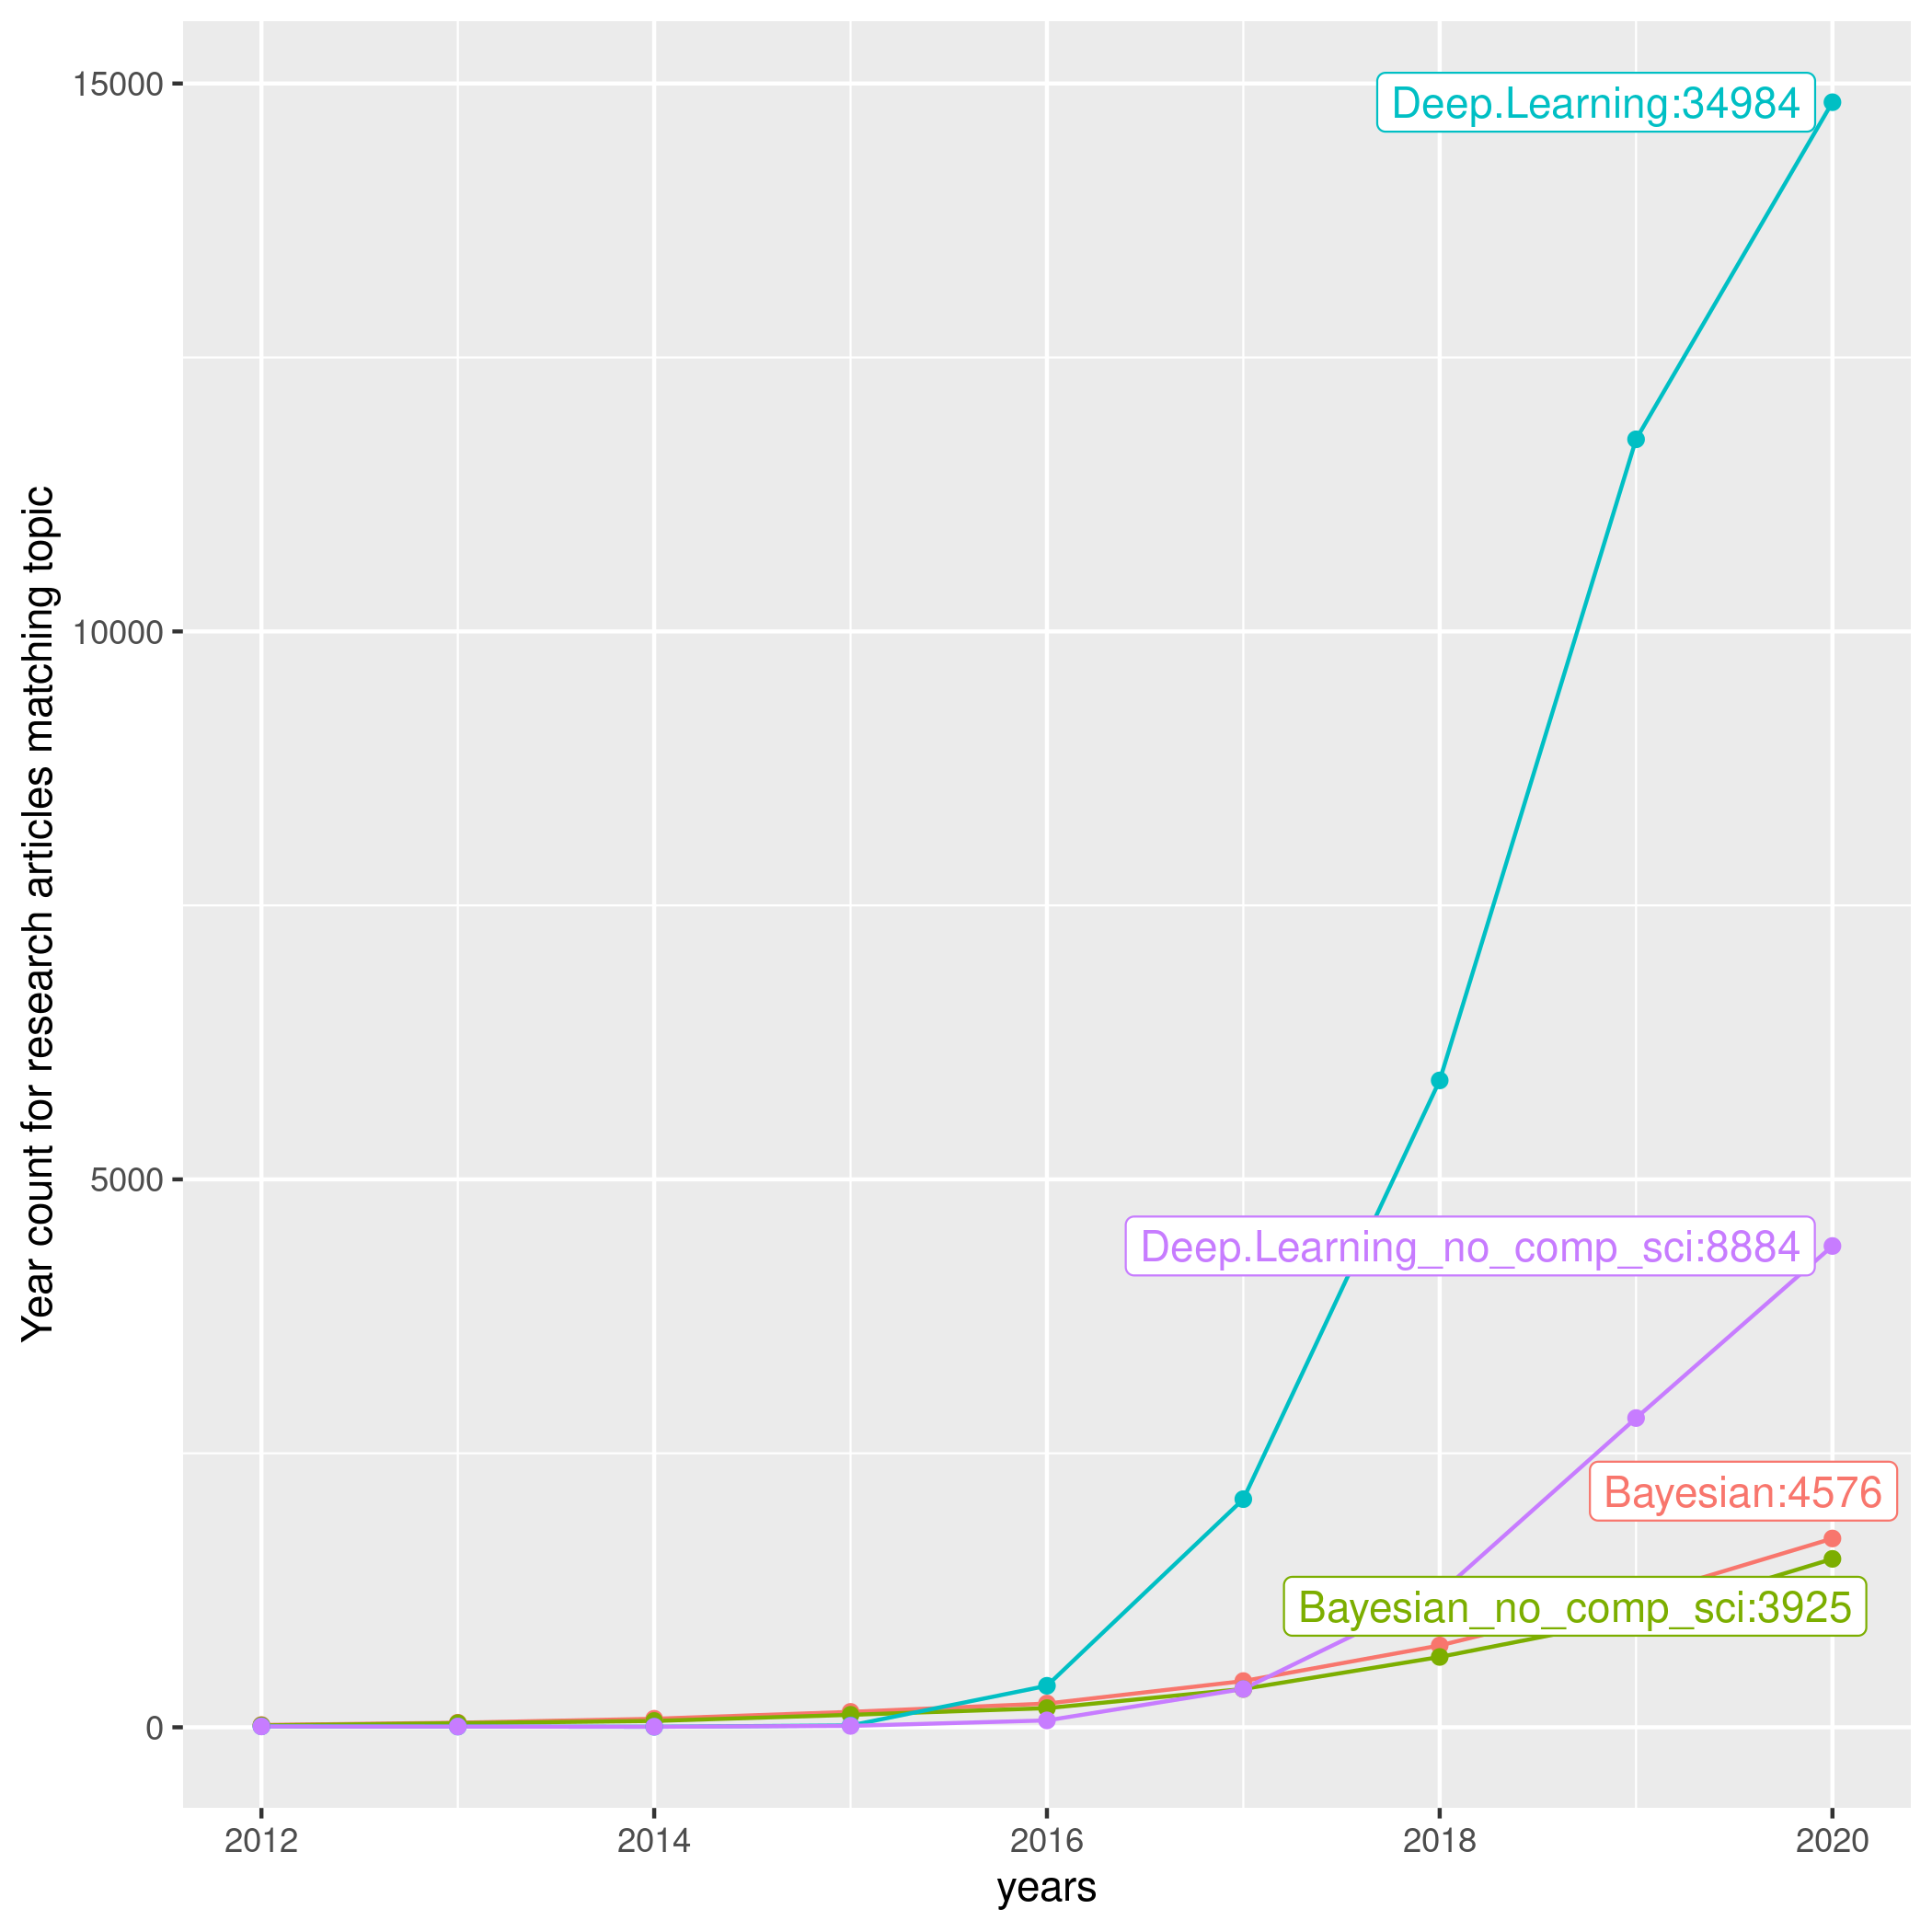 15000
10000
5000
0
Year count for research articles matching topic
Deep.Learning:34984
Deep.Learning_no_comp_sci:8884
Bayesian:4576
Bayesian_no_comp_sci:3925
2012 2014 2016 2018 2020
years